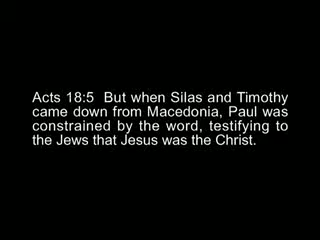 Acts 18:5  But when Silas and Timothy
came down from Macedonia, Paul was
constrained by the word, testifying to
the Jews that Jesus was the Christ.